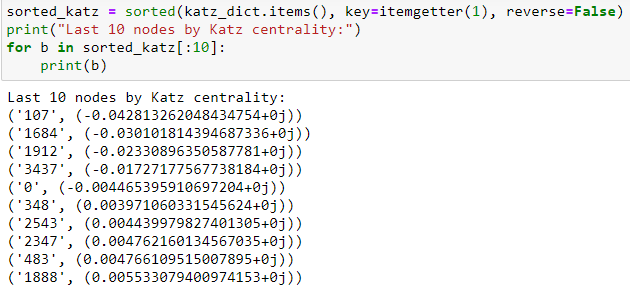 sorted_katz = sorted(katz_dict.items(), key=itemgetter(1), reverse=False)
print("Last 10 nodes by Katz centrality:")
for b in sorted_katz[:10]:
    print(b)
Last 10 nodes by Katz centrality:
('107', (-0.042813262048434754+0j))
('1684', (-0.030101814394687336+0j))
('1912', (-0.02330896350587781+0j))
('3437', (-0.01727177567738184+0j))
('0', (-0.004465395910697204+0j))
('348', (0.003971060331545624+0j))
('2543', (0.004439979827401305+0j))
('2347', (0.004762160134567035+0j))
('483', (0.004766109515007895+0j))
('1888', (0.005533079400974153+0j))